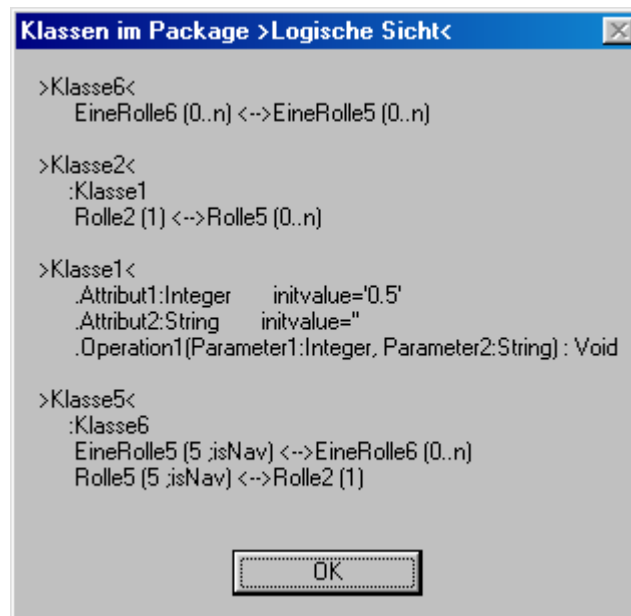 Klassen im Package >Logische Sicht<
>Klasse6<
EineRolle6 (0..n) <-->EineRolle5 (0..n)
>Klasse2<
:Klasse1
Rolle2 (1) <-->Rolle5 (0..n)
>Klasse1<
.Attribut1:Integer initvalue='0.5'
.Attribut2:String initvalue=''
.Operation1(Parameter1:Integer, Parameter2:String) : Void
>Klasse5<
:Klasse6
EineRolle5 (5 ;isNav) <-->EineRolle6 (0..n)
Rolle5 (5 ;isNav) <-->Rolle2 (1)
OK